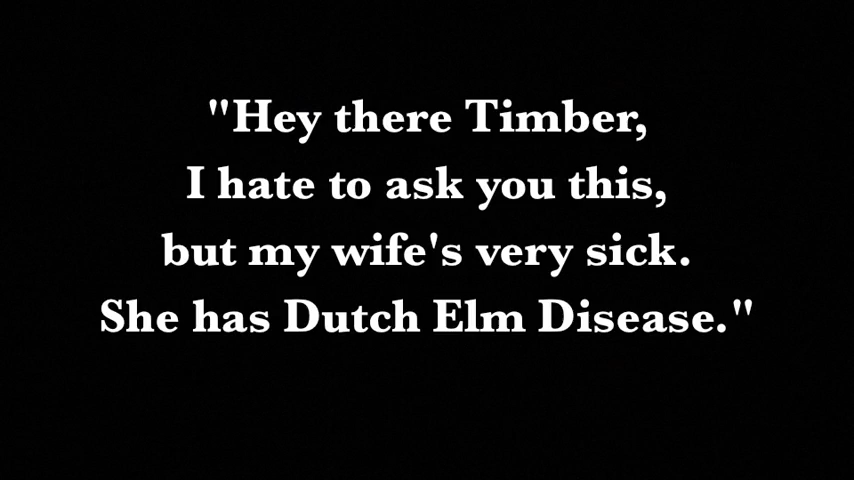 "Hey there Timber,
I hate to ask you this,
but my wife's very sick.
She has Dutch Elm Disease."